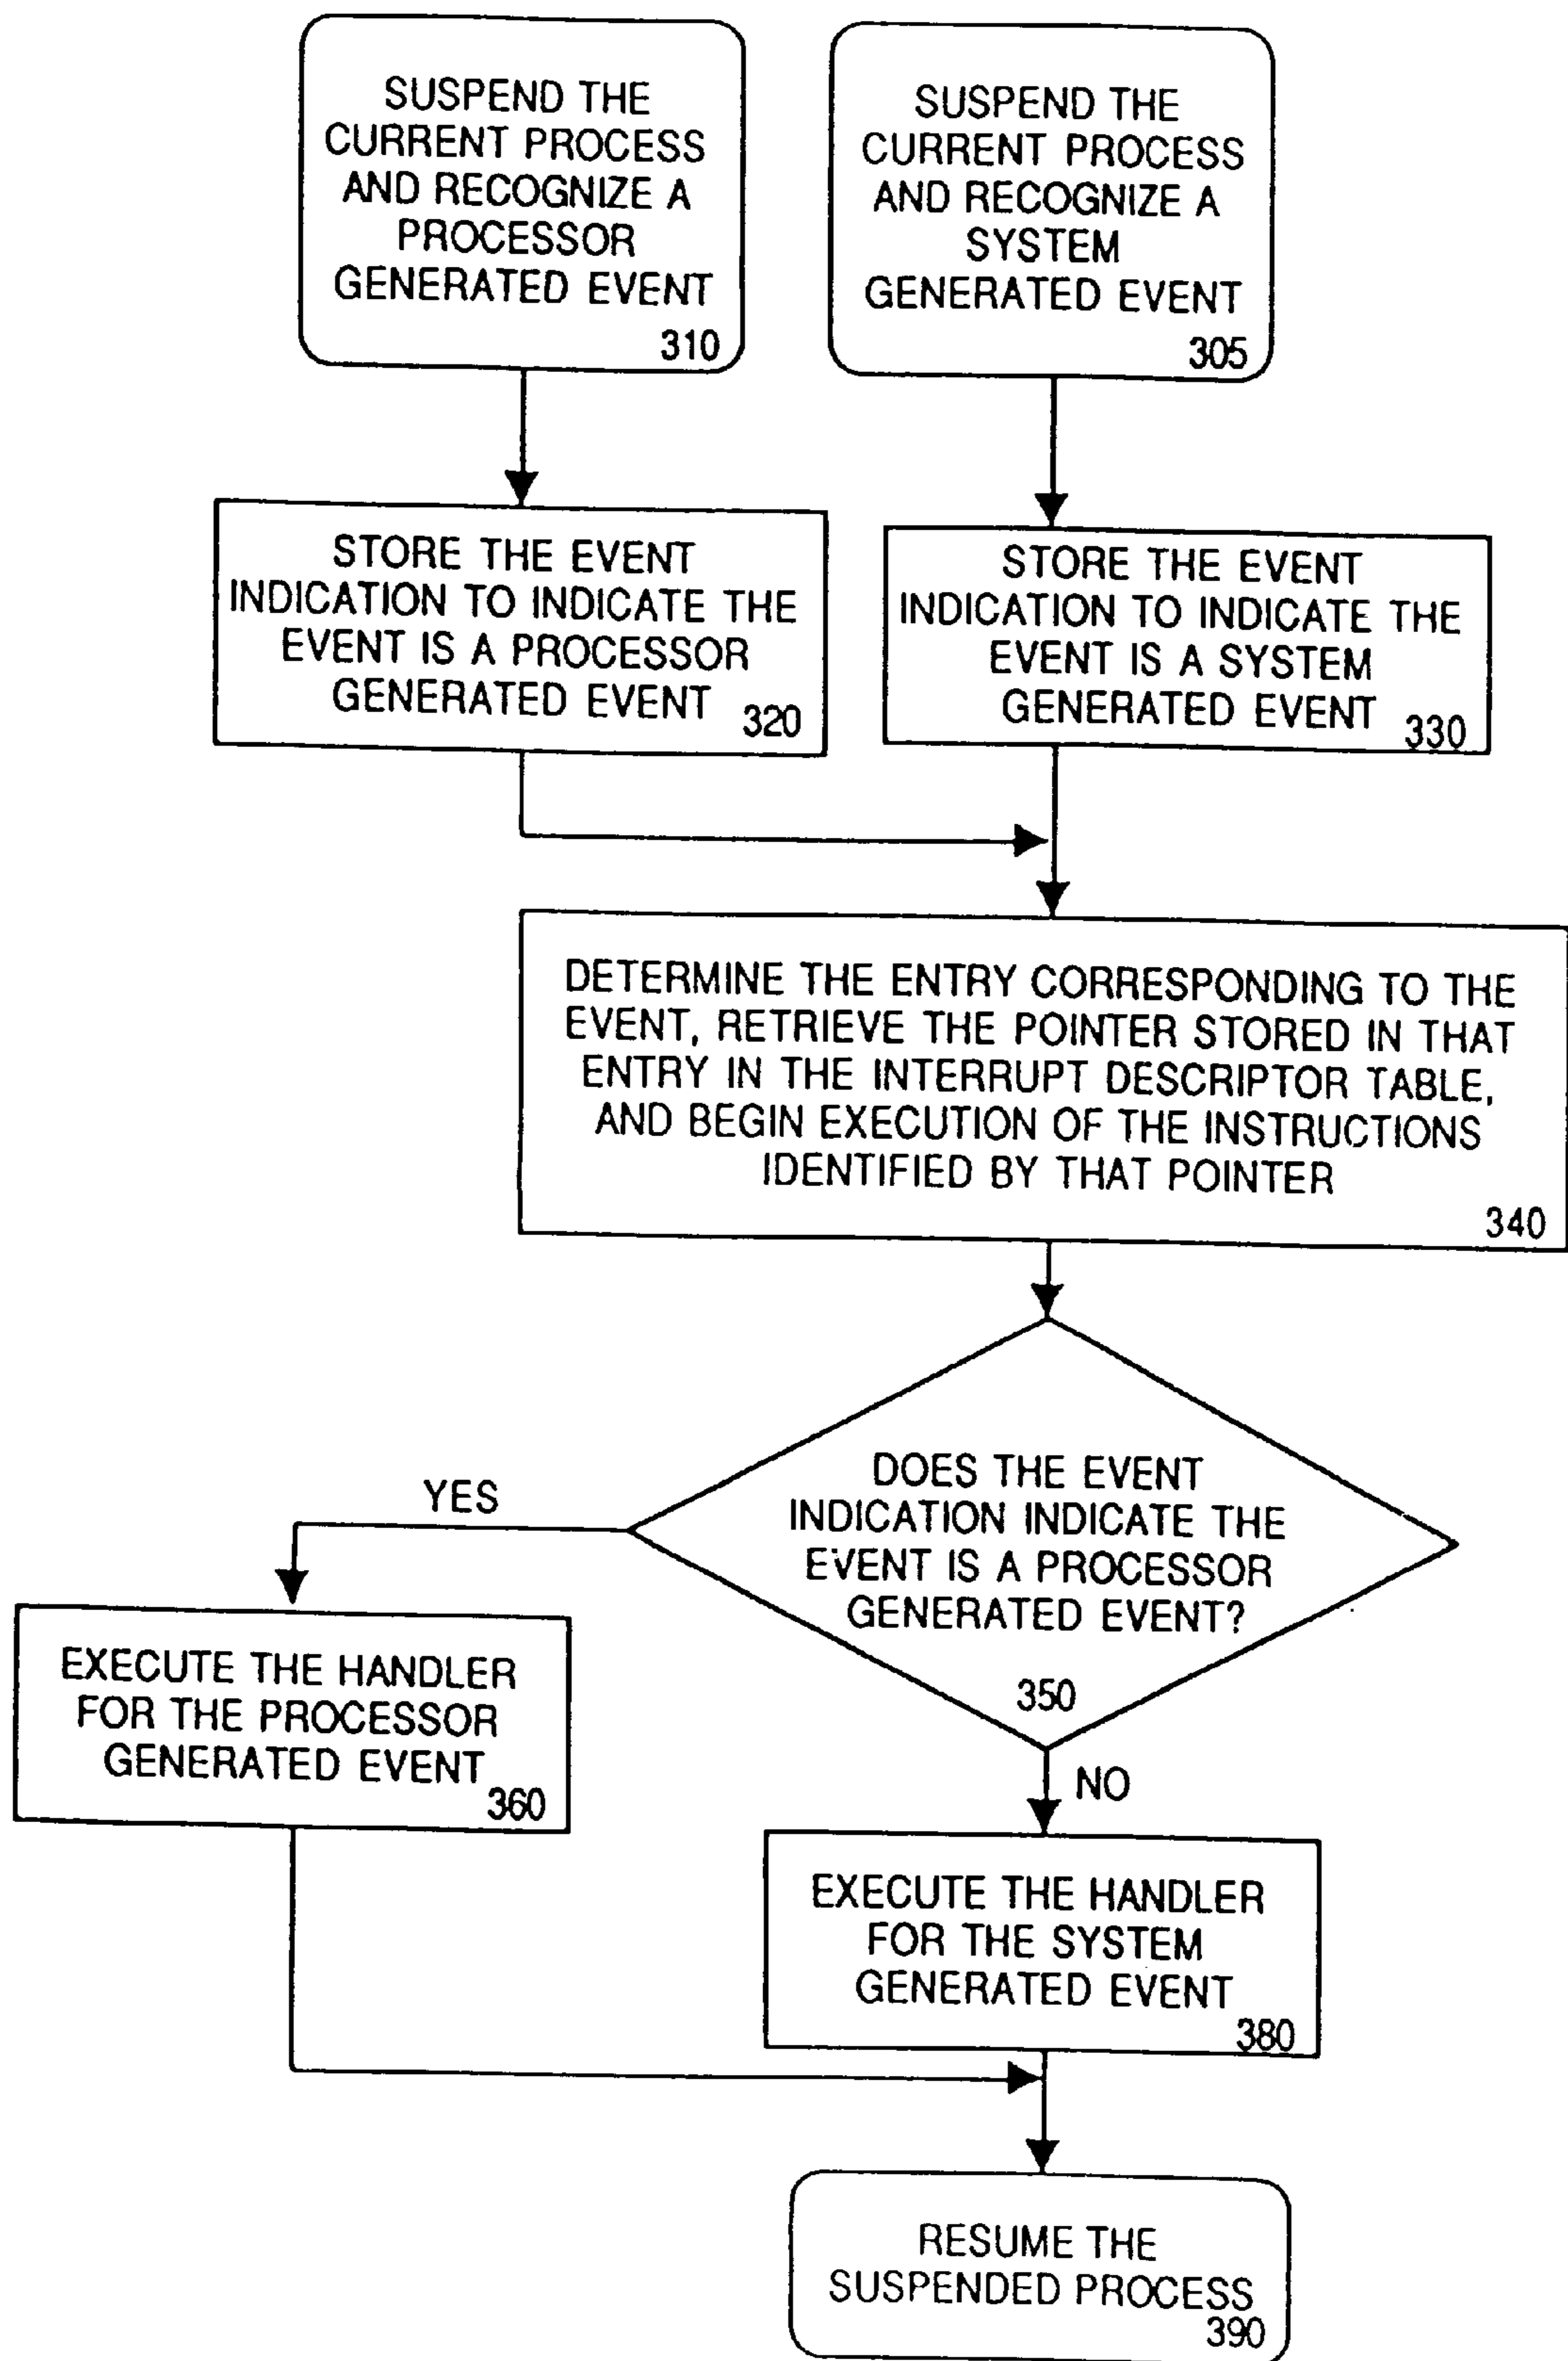 SUSPEND THE
CURRENT PROCESS
AND RECOGNIZE A
PROCESSOR
GENERATED EVENT
310
SUSPEND THE
CURRENT PROCESS
AND RECOGNIZE A
SYSTEM
GENERATED EVENT
305
STORE THE EVENT
INDICATION TO INDICATE THE
EVENT IS A PROCESSOR
GENERATED EVENT 320
STORE THE EVENT
INDICATION TO INDICATE THE
EVENT IS A SYSTEM
GENERATED EVENT 330
DETERMINE THE ENTRY CORRESPONDING TO THE
EVENT, RETRIEVE THE POINTER STORED IN THAT
ENTRY IN THE INTERRUPT DESCRIPTOR TABLE,
AND BEGIN EXECUTION OF THE INSTRUCTIONS
IDENTIFIED BY THAT POINTER
340
DOES THE EVENT
INDICATION INDICATE THE
EVENT IS A PROCESSOR
GENERATED EVENT?
350
YES
EXECUTE THE HANDLER
FOR THE PROCESSOR
GENERATED EVENT
360
NO
EXECUTE THE HANDLER
FOR THE SYSTEM
GENERATED EVENT
380
RESUME THE
SUSPENDED PROCESS
390